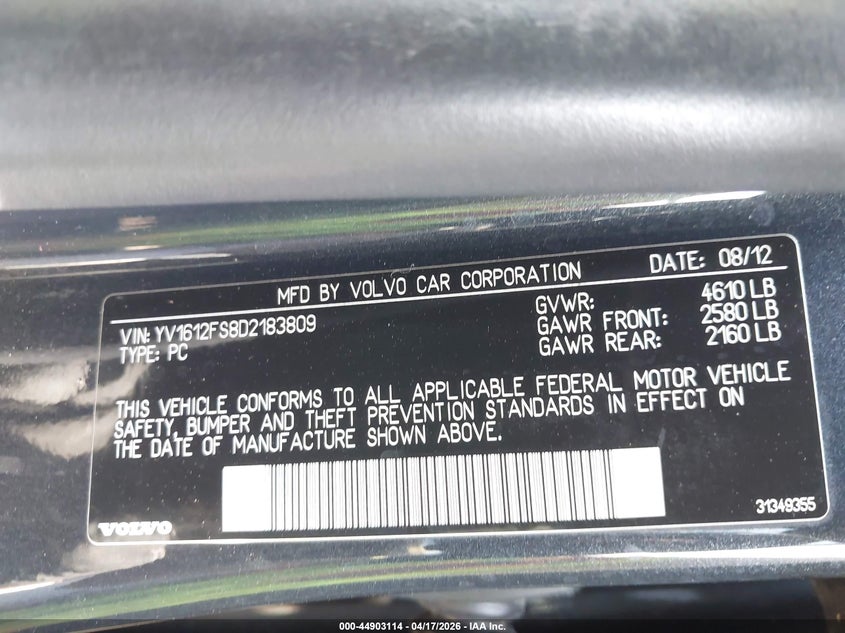 MFD BY VOLVO CAR CORPORATION DATE: 08/12
VIN: YV1612FS8D2183809 GVWR: 4610 LB
TYPE: PC GAWR FRONT: 2580 LB
GAWR REAR: 2160 LB
THIS VEHICLE CONFORMS TO ALL APPLICABLE FEDERAL MOTOR VEHICLE
SAFETY, BUMPER AND THEFT PREVENTION STANDARDS IN EFFECT ON
THE DATE OF MANUFACTURE SHOWN ABOVE.
VOLVO 31349355
000-44903114 - 04/17/2026 - IAA Inc.